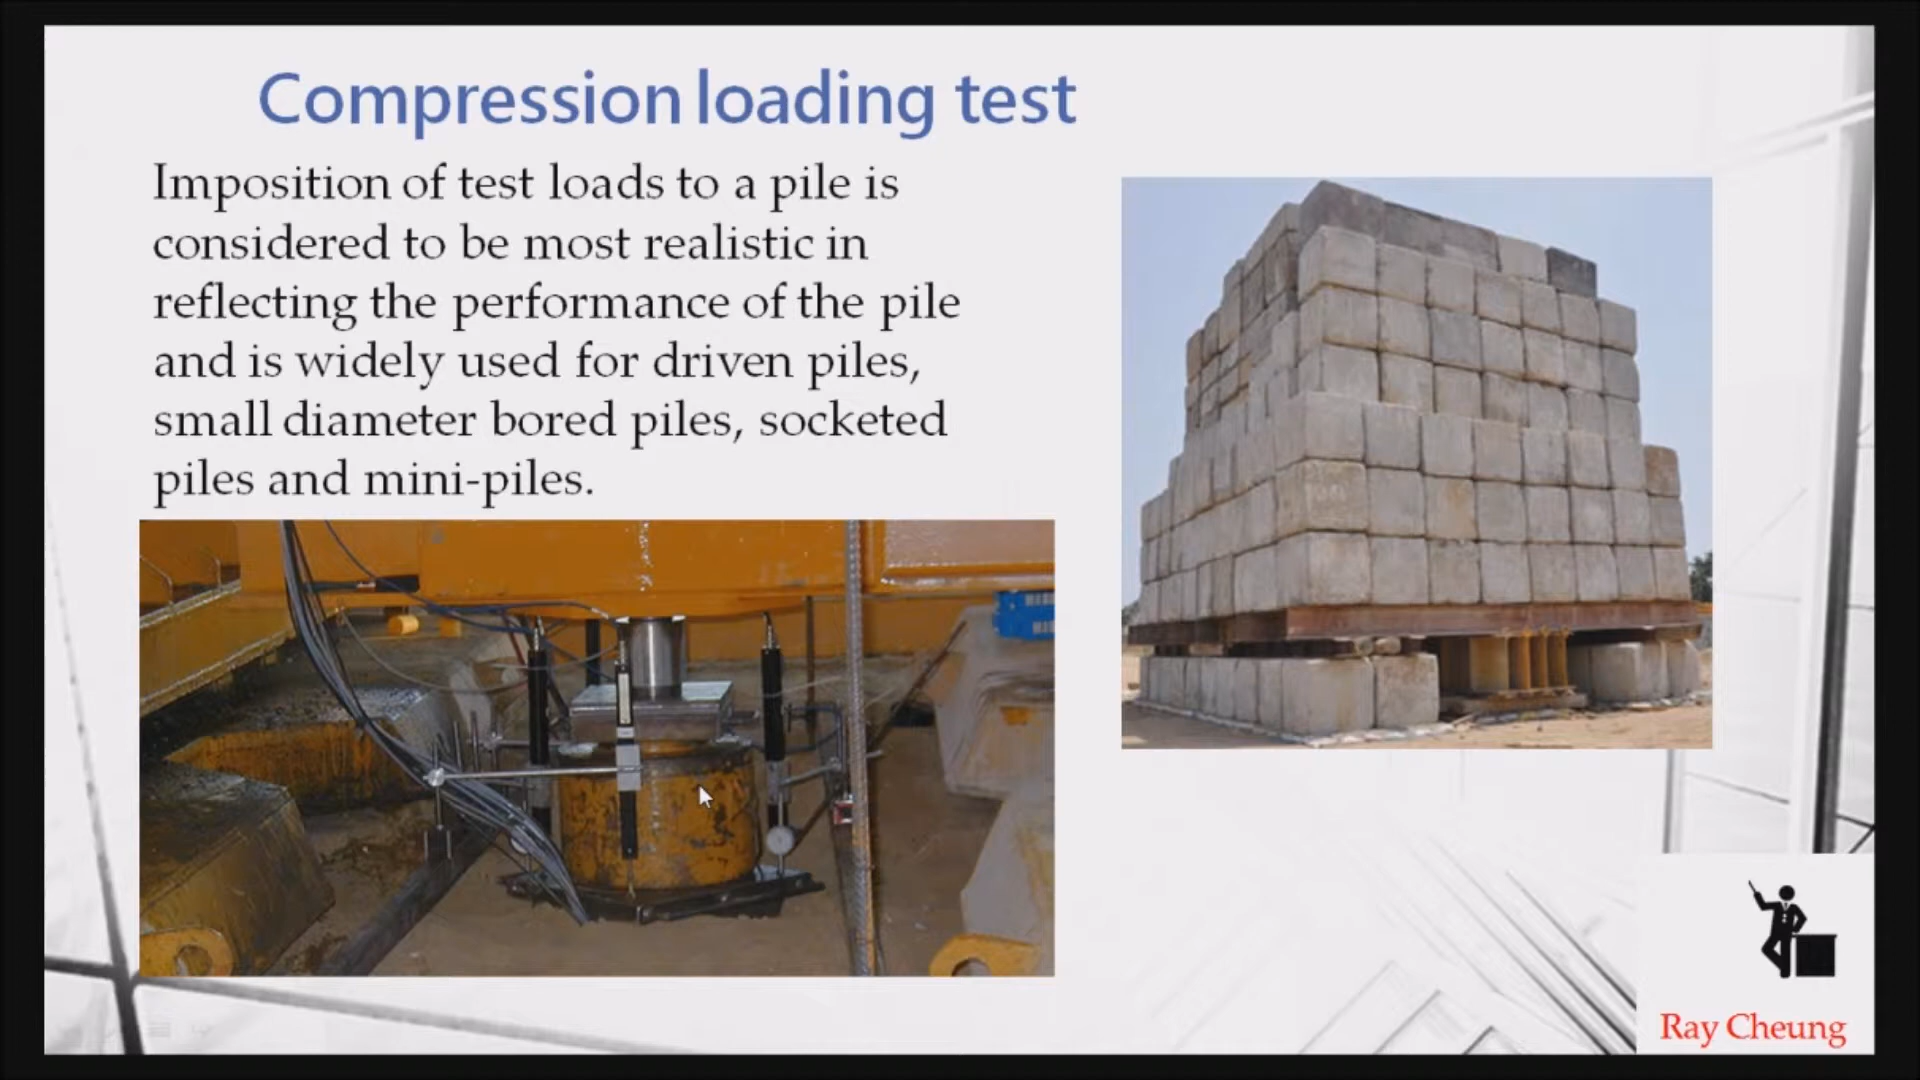 Compression loading test
Imposition of test loads to a pile is
considered to be most realistic in
reflecting the performance of the pile
and is widely used for driven piles,
small diameter bored piles, socketed
piles and mini-piles.
Ray Cheung